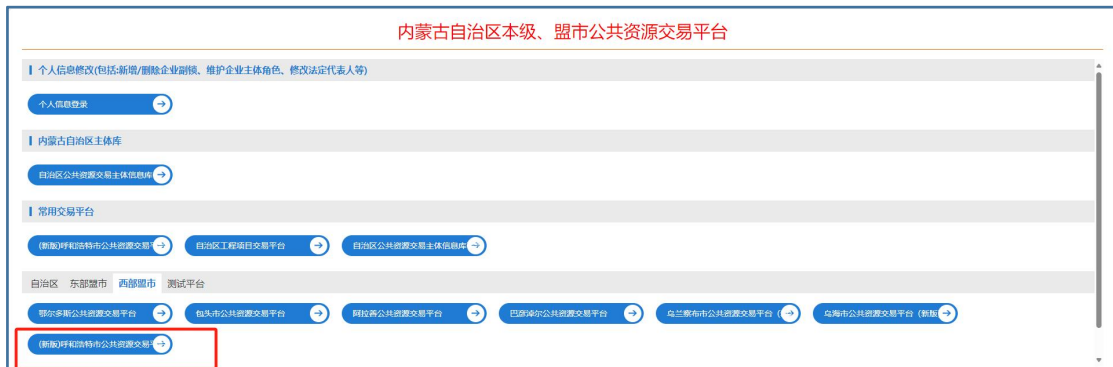 内蒙古自治区本级、盟市公共资源交易平台
个人信息修改(包括:新增/删除企业副锁、维护企业主体角色、修改法定代表人等)
个人信息登录
内蒙古自治区主体库
自治区公共资源交易主体信息库
常用交易平台
(新版)呼和浩特市公共资源交易 自治区工程项目交易平台 自治区公共资源交易主体信息库
自治区 东部盟市 西部盟市 测试平台
鄂尔多斯公共资源交易平台 包头市公共资源交易平台 阿拉善公共资源交易平台 巴彦淖尔公共资源交易平台 乌兰察布市公共资源交易平台 ( 乌海市公共资源交易平台 (新版
(新版)呼和浩特市公共资源交易